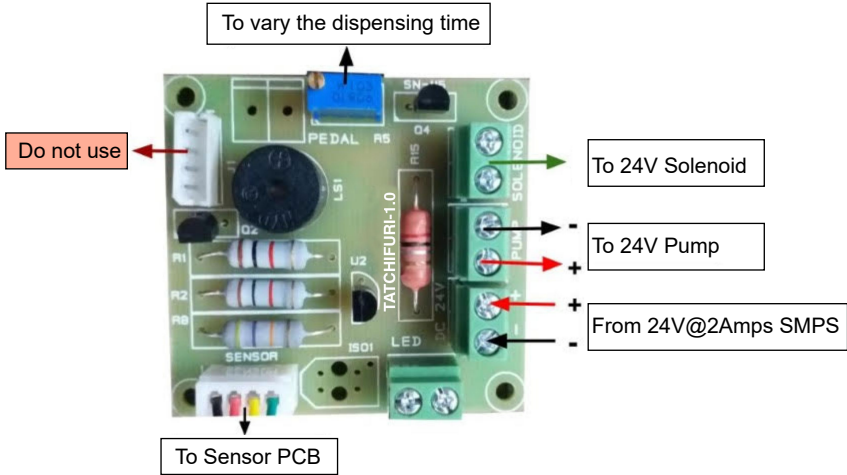 To vary the dispensing time
SN-V5
PEDAL
R5
Q4
Do not use
J1
LS1
R15
SOLENOID
To 24V Solenoid
TATCHIFURI-1.0
Q2
-
PUMP
To 24V Pump
+
R1
U2
R2
DC 24V
+
+
From 24V@2Amps SMPS
-
-
R8
SENSOR
ISO1
LED
To Sensor PCB